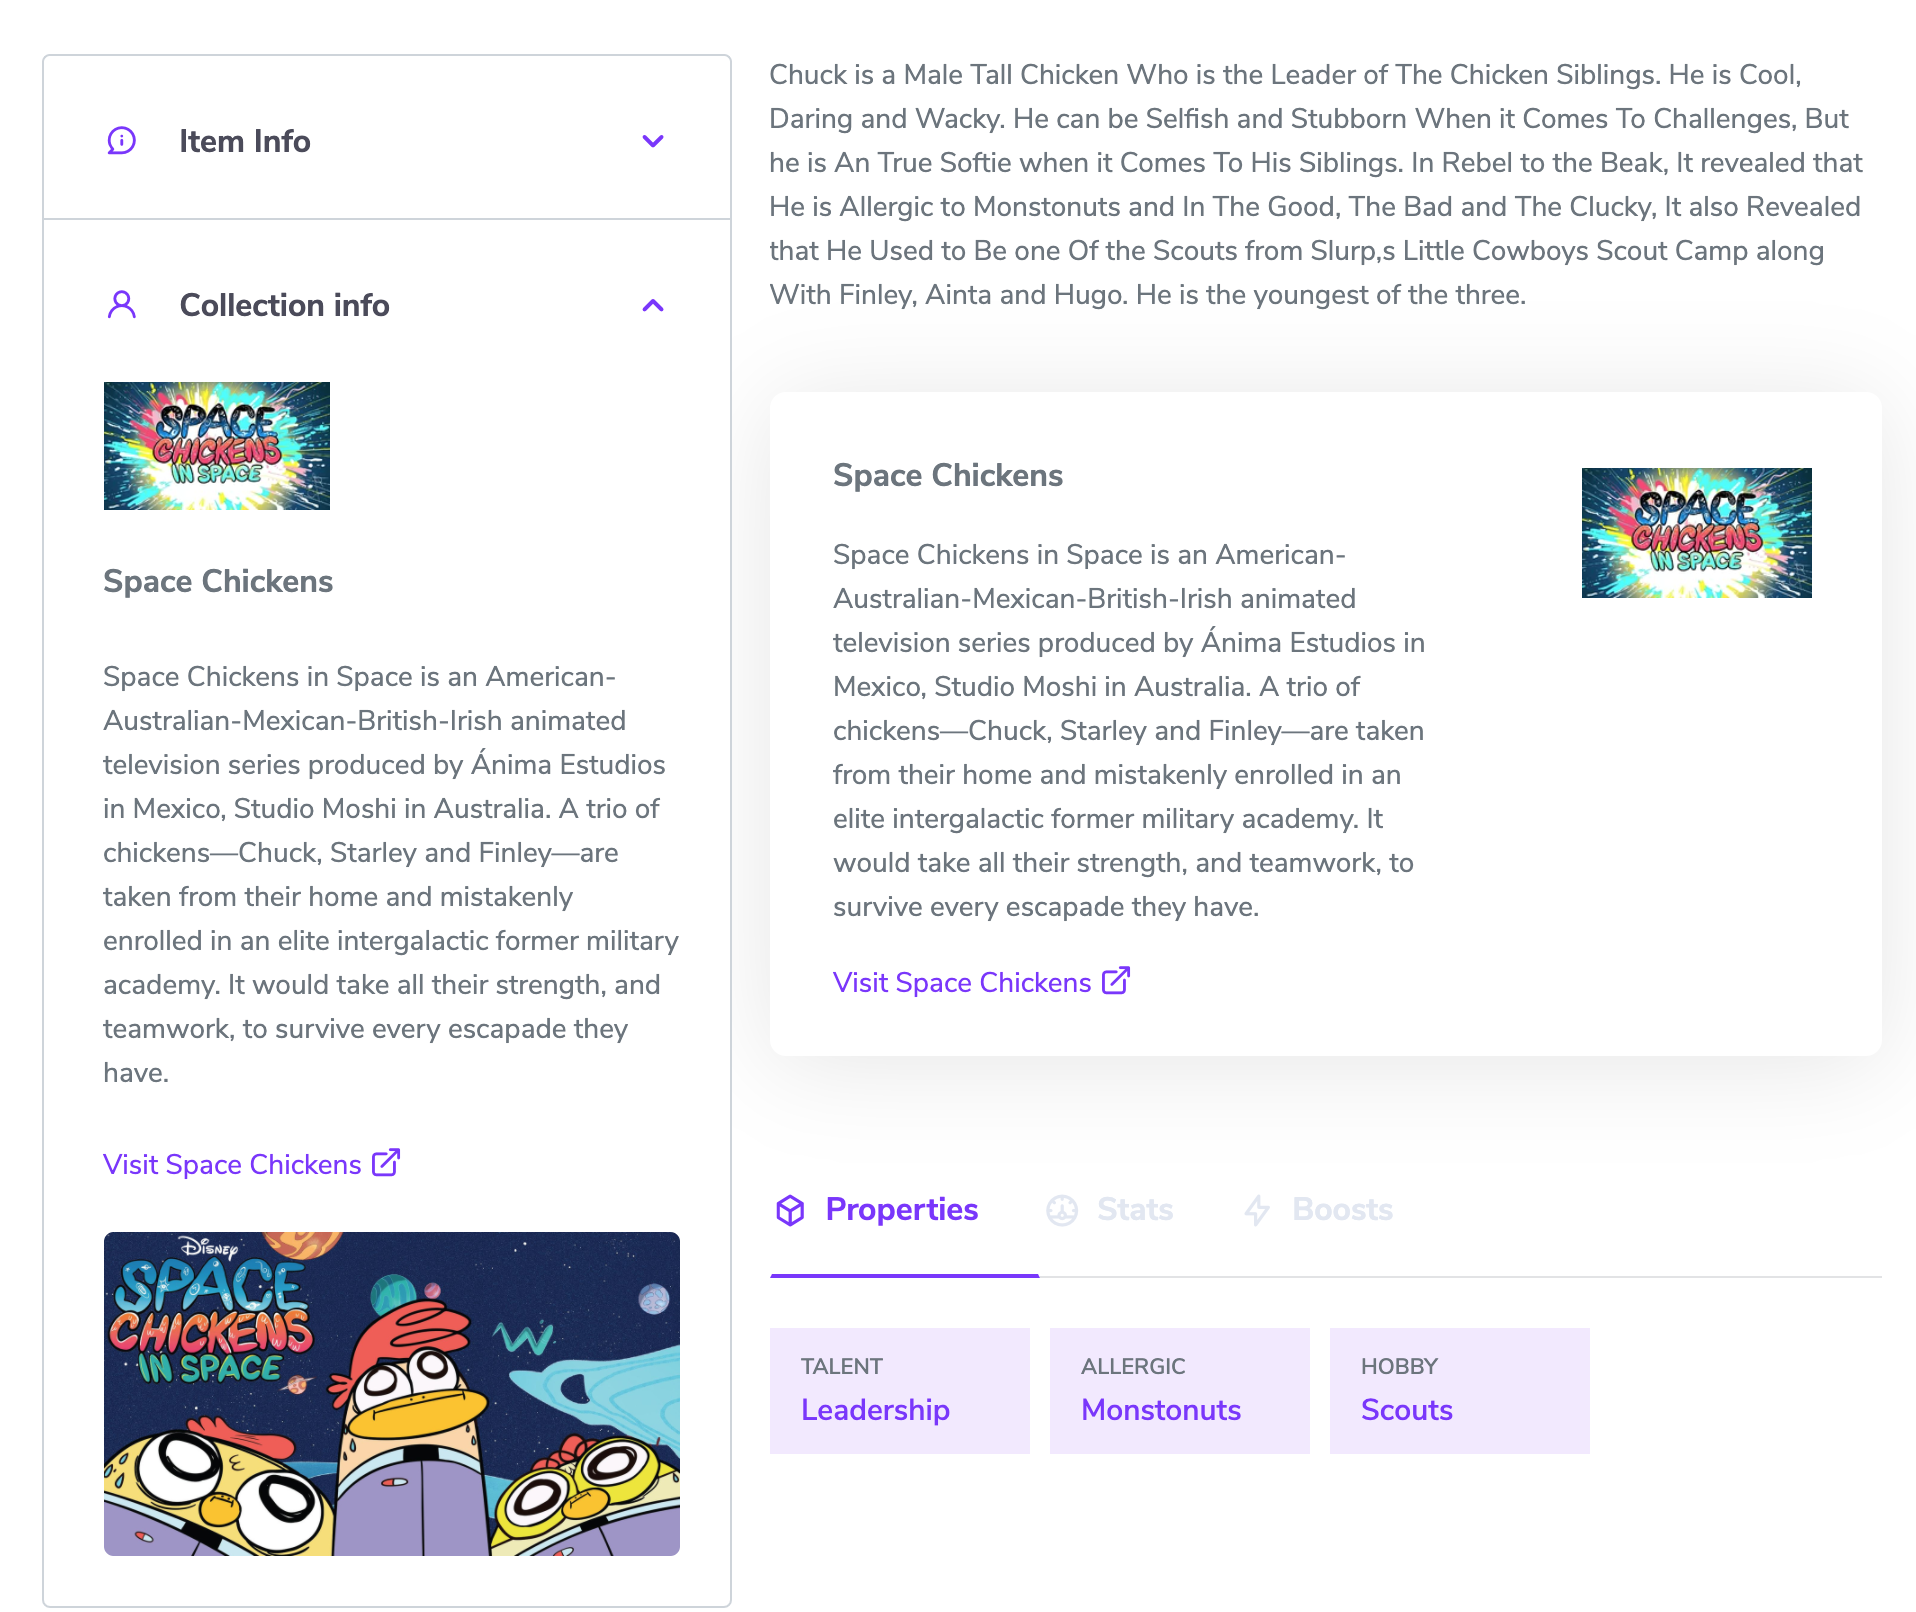 Item Info
Collection info
SPACE
CHICKENS
IN SPACE
Space Chickens
Space Chickens in Space is an American-
Australian-Mexican-British-Irish animated
television series produced by Ánima Estudios
in Mexico, Studio Moshi in Australia. A trio of
chickens—Chuck, Starley and Finley—are
taken from their home and mistakenly
enrolled in an elite intergalactic former military
academy. It would take all their strength, and
teamwork, to survive every escapade they
have.
Visit Space Chickens
DISNEY
SPACE
CHICKENS
IN SPACE
Chuck is a Male Tall Chicken Who is the Leader of The Chicken Siblings. He is Cool,
Daring and Wacky. He can be Selfish and Stubborn When it Comes To Challenges, But
he is An True Softie when it Comes To His Siblings. In Rebel to the Beak, It revealed that
He is Allergic to Monstonuts and In The Good, The Bad and The Clucky, It also Revealed
that He Used to Be one Of the Scouts from Slurp,s Little Cowboys Scout Camp along
With Finley, Ainta and Hugo. He is the youngest of the three.
Space Chickens
SPACE
CHICKENS
IN SPACE
Space Chickens in Space is an American-
Australian-Mexican-British-Irish animated
television series produced by Ánima Estudios in
Mexico, Studio Moshi in Australia. A trio of
chickens—Chuck, Starley and Finley—are taken
from their home and mistakenly enrolled in an
elite intergalactic former military academy. It
would take all their strength, and teamwork, to
survive every escapade they have.
Visit Space Chickens
Properties Stats Boosts
TALENT
Leadership
ALLERGIC
Monstonuts
HOBBY
Scouts